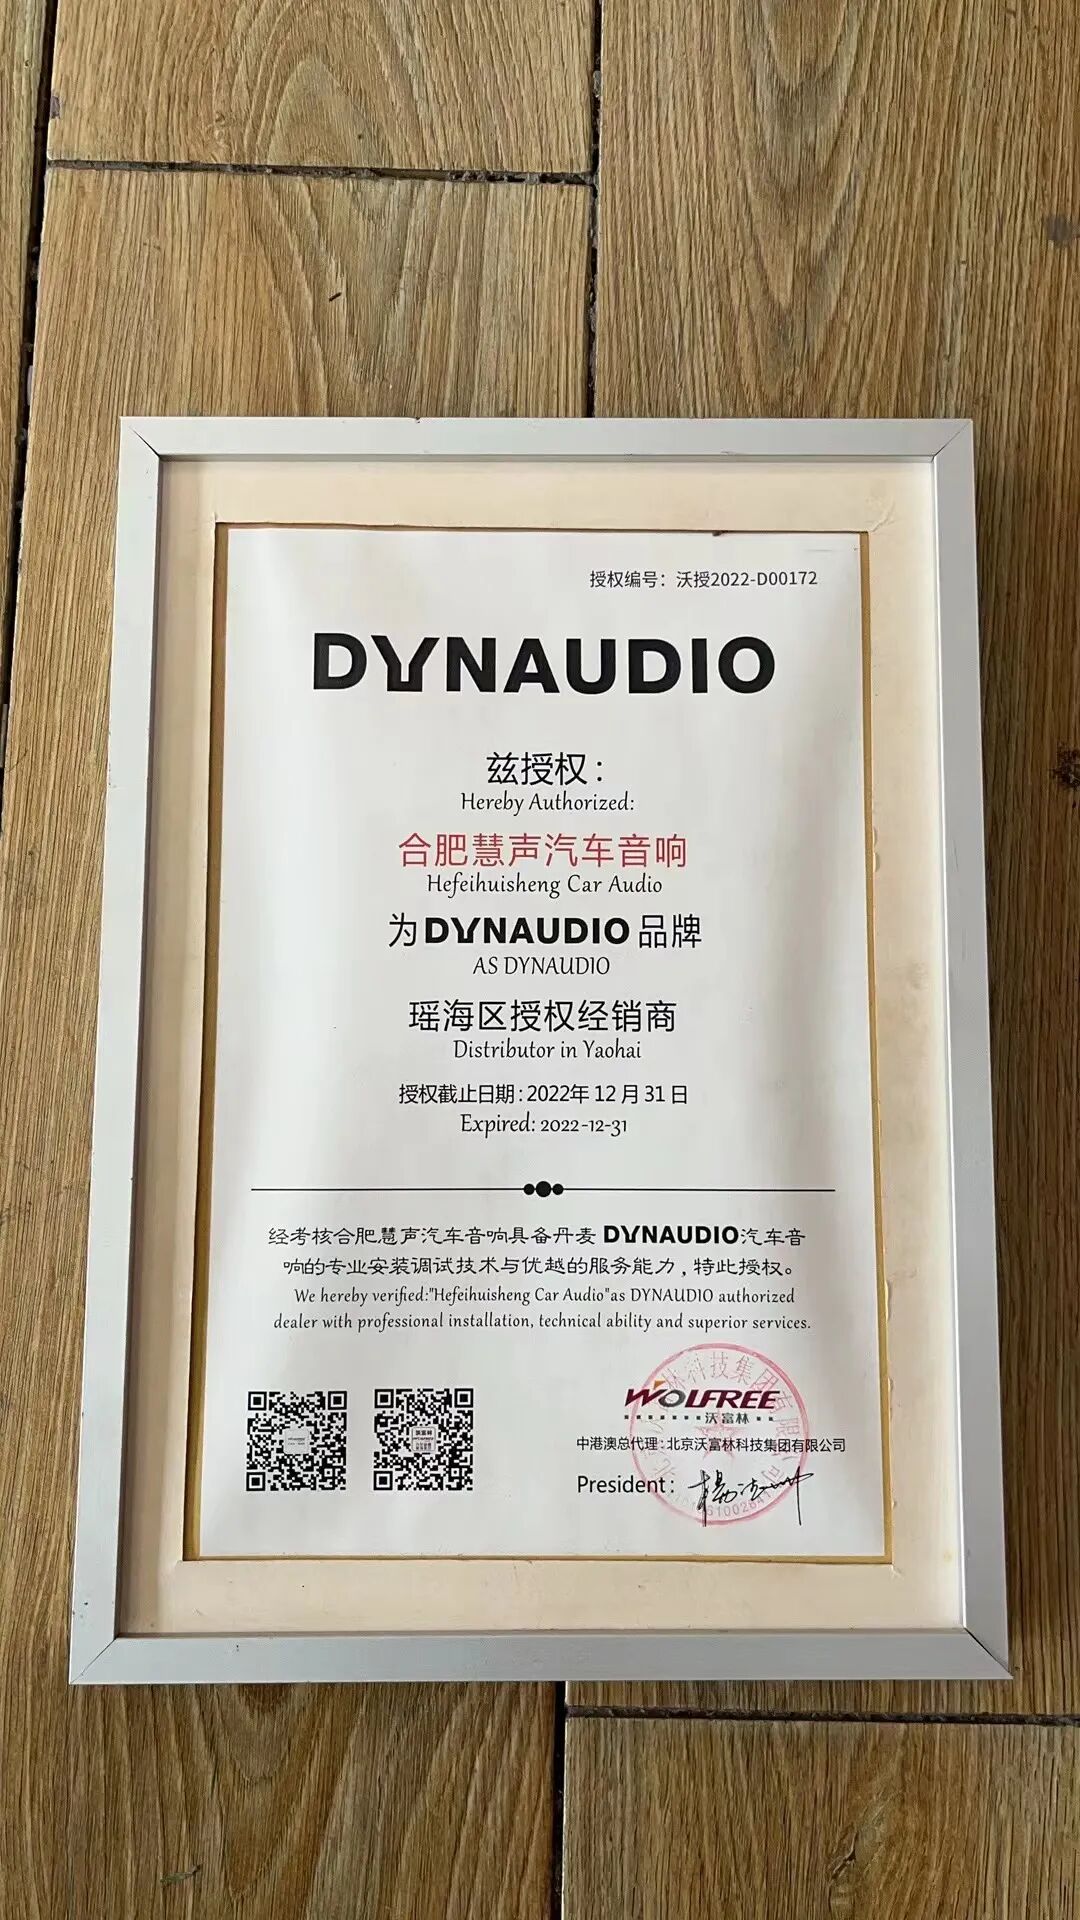 授权编号：沃授2022-D00172
DYNAUDIO
兹授权：
Hereby Authorized:
合肥慧声汽车音响
Hefeihuisheng Car Audio
为DYNAUDIO品牌
AS DYNAUDIO
瑶海区授权经销商
Distributor in Yaohai
授权截止日期：2022年12月31日
Expired: 2022-12-31
经考核合肥慧声汽车音响具备丹麦 DYNAUDIO汽车音
响的专业安装调试技术与优越的服务能力，特此授权。
We hereby verified:"Hefeihuisheng Car Audio"as DYNAUDIO authorized
dealer with professional installation, technical ability and superior services.
WOLFREE
沃富林
中港澳总代理：北京沃富林科技集团有限公司
President：